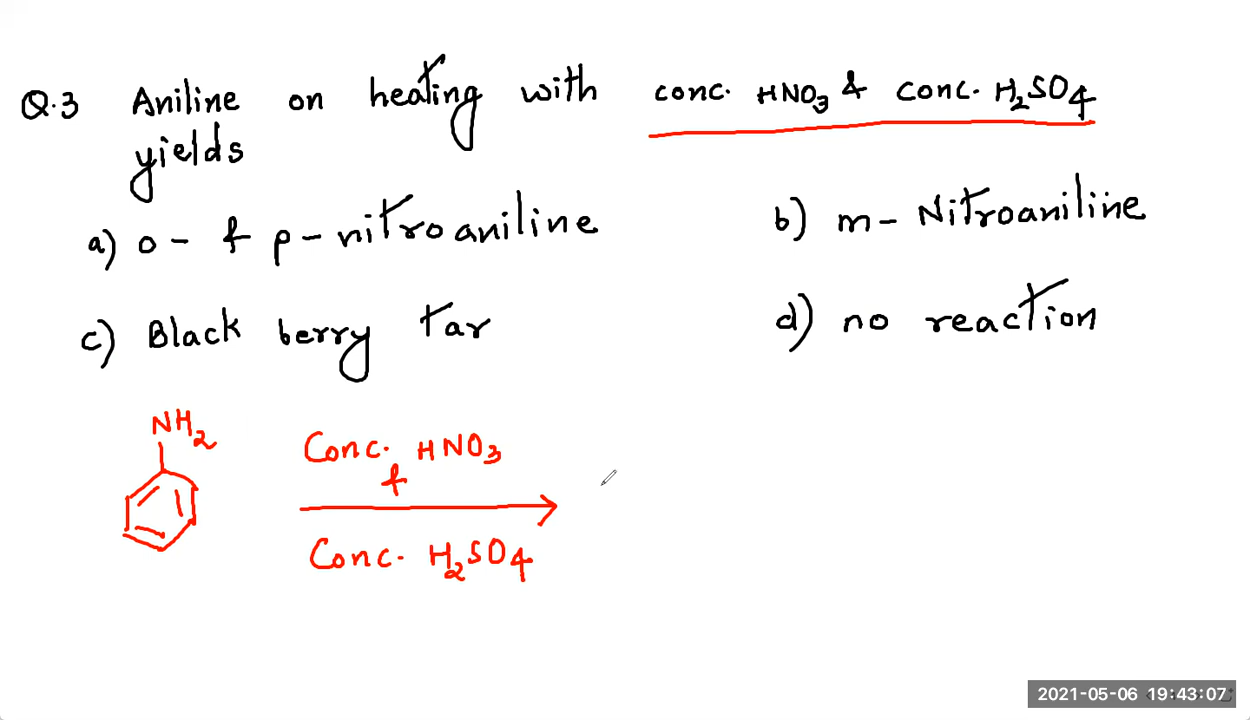 Q.3 Aniline on heating with conc. HNO3 & conc. H2SO4
yields
a) o- & p-nitroaniline
b) m-Nitroaniline
c) Black berry tar
d) no reaction
NH2
Conc. HNO3
&
Conc. H2SO4
2021-05-06 19:43:07